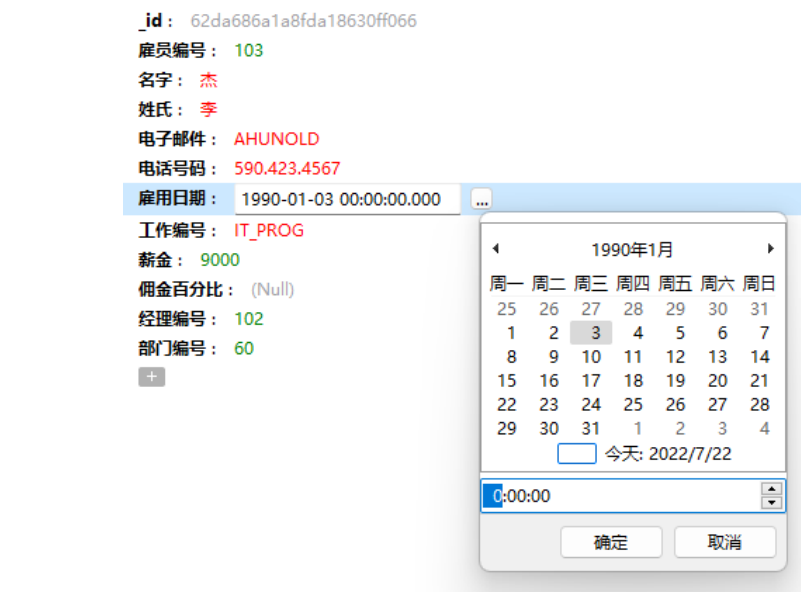 _id： 62da686a1a8fda18630ff066
雇员编号： 103
名字： 杰
姓氏： 李
电子邮件： AHUNOLD
电话号码： 590.423.4567
雇用日期： 1990-01-03 00:00:00.000 ...
工作编号： IT_PROG
薪金： 9000
佣金百分比： (Null)
经理编号： 102
部门编号： 60
+
1990年1月
周一 周二 周三 周四 周五 周六 周日
25 26 27 28 29 30 31
1 2 3 4 5 6 7
8 9 10 11 12 13 14
15 16 17 18 19 20 21
22 23 24 25 26 27 28
29 30 31 1 2 3 4
今天: 2022/7/22
0:00:00
确定 取消